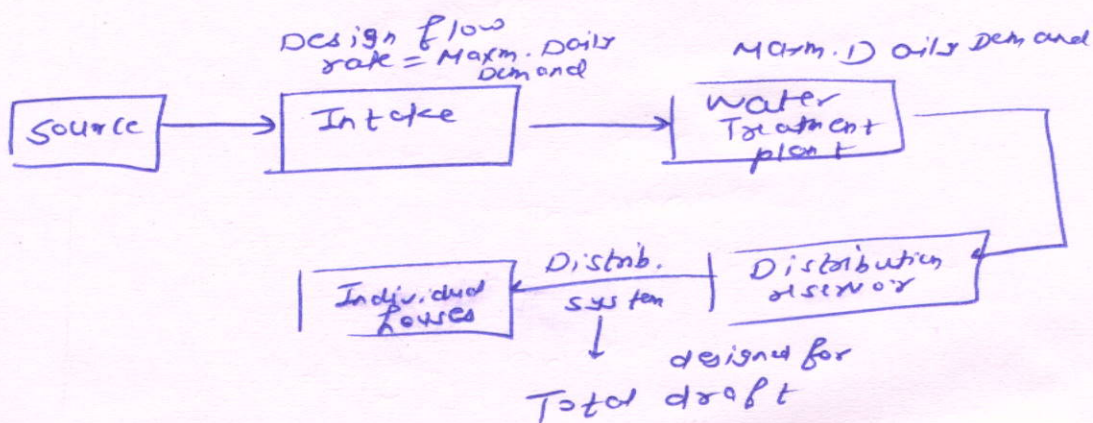 Design flow
rate = Maxm. Daily
Demand
Maxm. Daily Demand
Source
Intake
Water
Treatment
plant
Distribution
reservoir
Distrib.
system
Individual
houses
designed for
Total draft